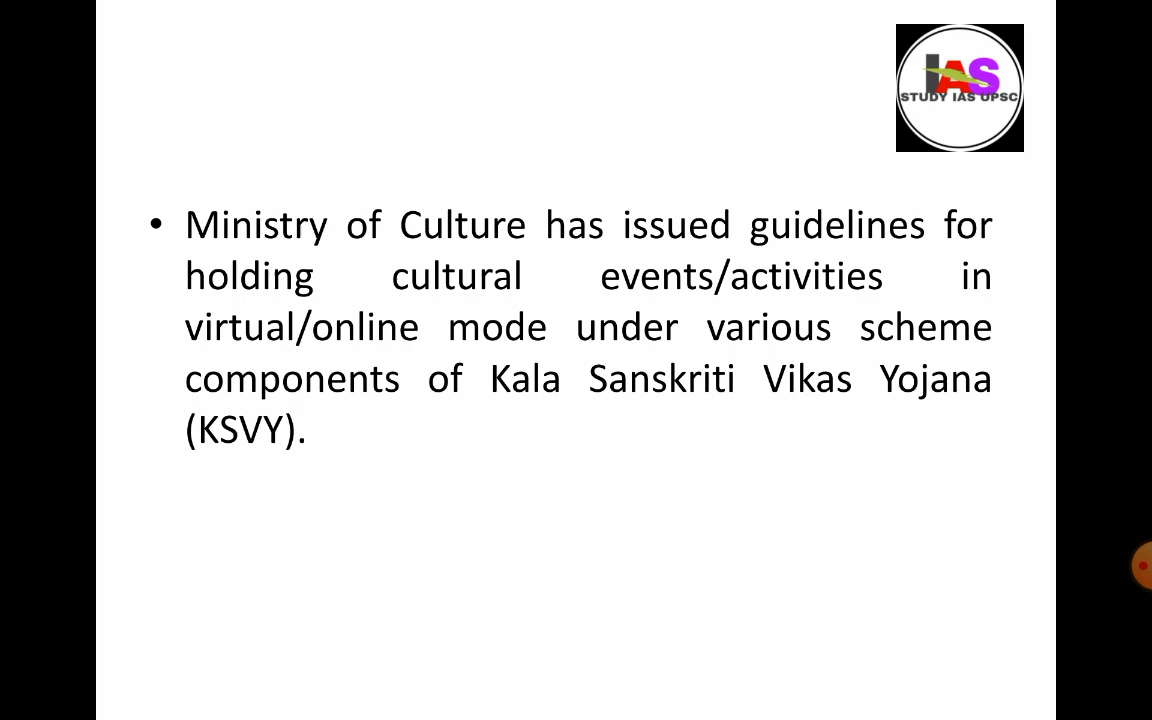 IAS
STUDY IAS UPSC
• Ministry of Culture has issued guidelines for
holding cultural events/activities in
virtual/online mode under various scheme
components of Kala Sanskriti Vikas Yojana
(KSVY).